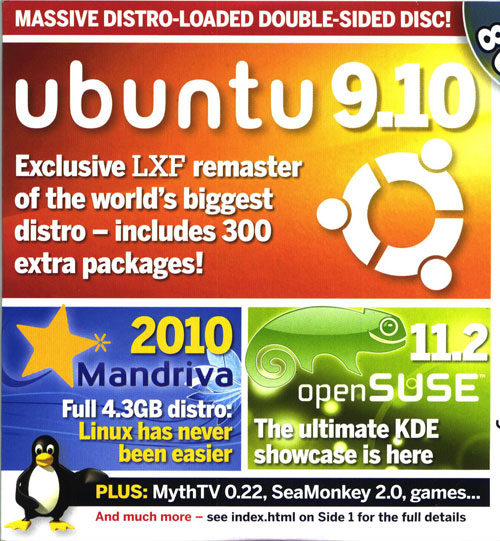 MASSIVE DISTRO-LOADED DOUBLE-SIDED DISC!
ubuntu 9.10
Exclusive LXF remaster
of the world's biggest
distro – includes 300
extra packages!
2010
Mandriva
Full 4.3GB distro:
Linux has never
been easier
11.2
openSUSE™
The ultimate KDE
showcase is here
PLUS: MythTV 0.22, SeaMonkey 2.0, games...
And much more – see index.html on Side 1 for the full details